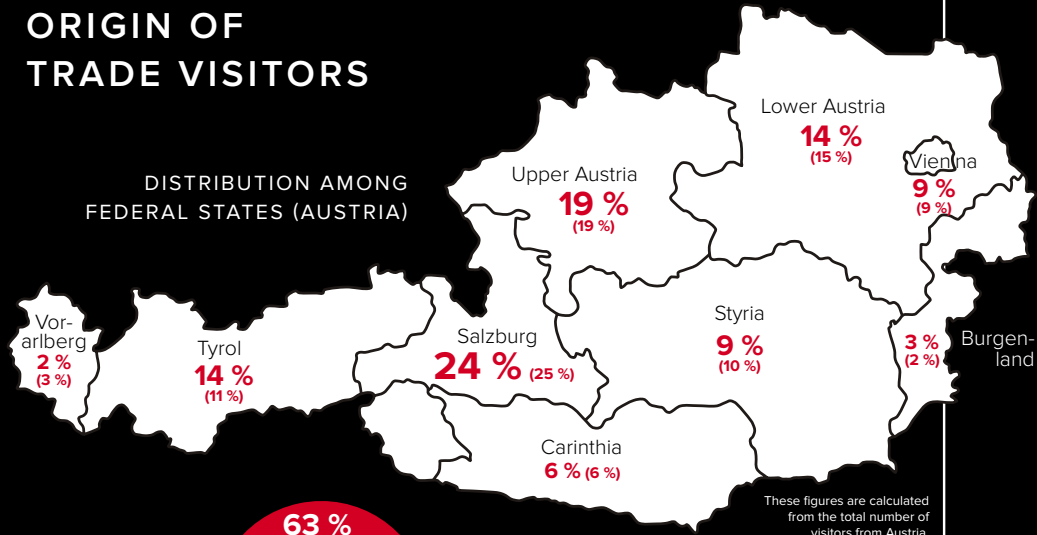 ORIGIN OF
TRADE VISITORS
DISTRIBUTION AMONG
FEDERAL STATES (AUSTRIA)
Lower Austria
14 %
(15 %)
Vienna
9 %
(9 %)
Upper Austria
19 %
(19 %)
Vor-
arlberg
2 %
(3 %)
Tyrol
14 %
(11 %)
Salzburg
24 % (25 %)
Styria
9 %
(10 %)
3 %
(2 %)
Burgen-
land
Carinthia
6 % (6 %)
63 %
These figures are calculated
from the total number of
visitors from Austria.